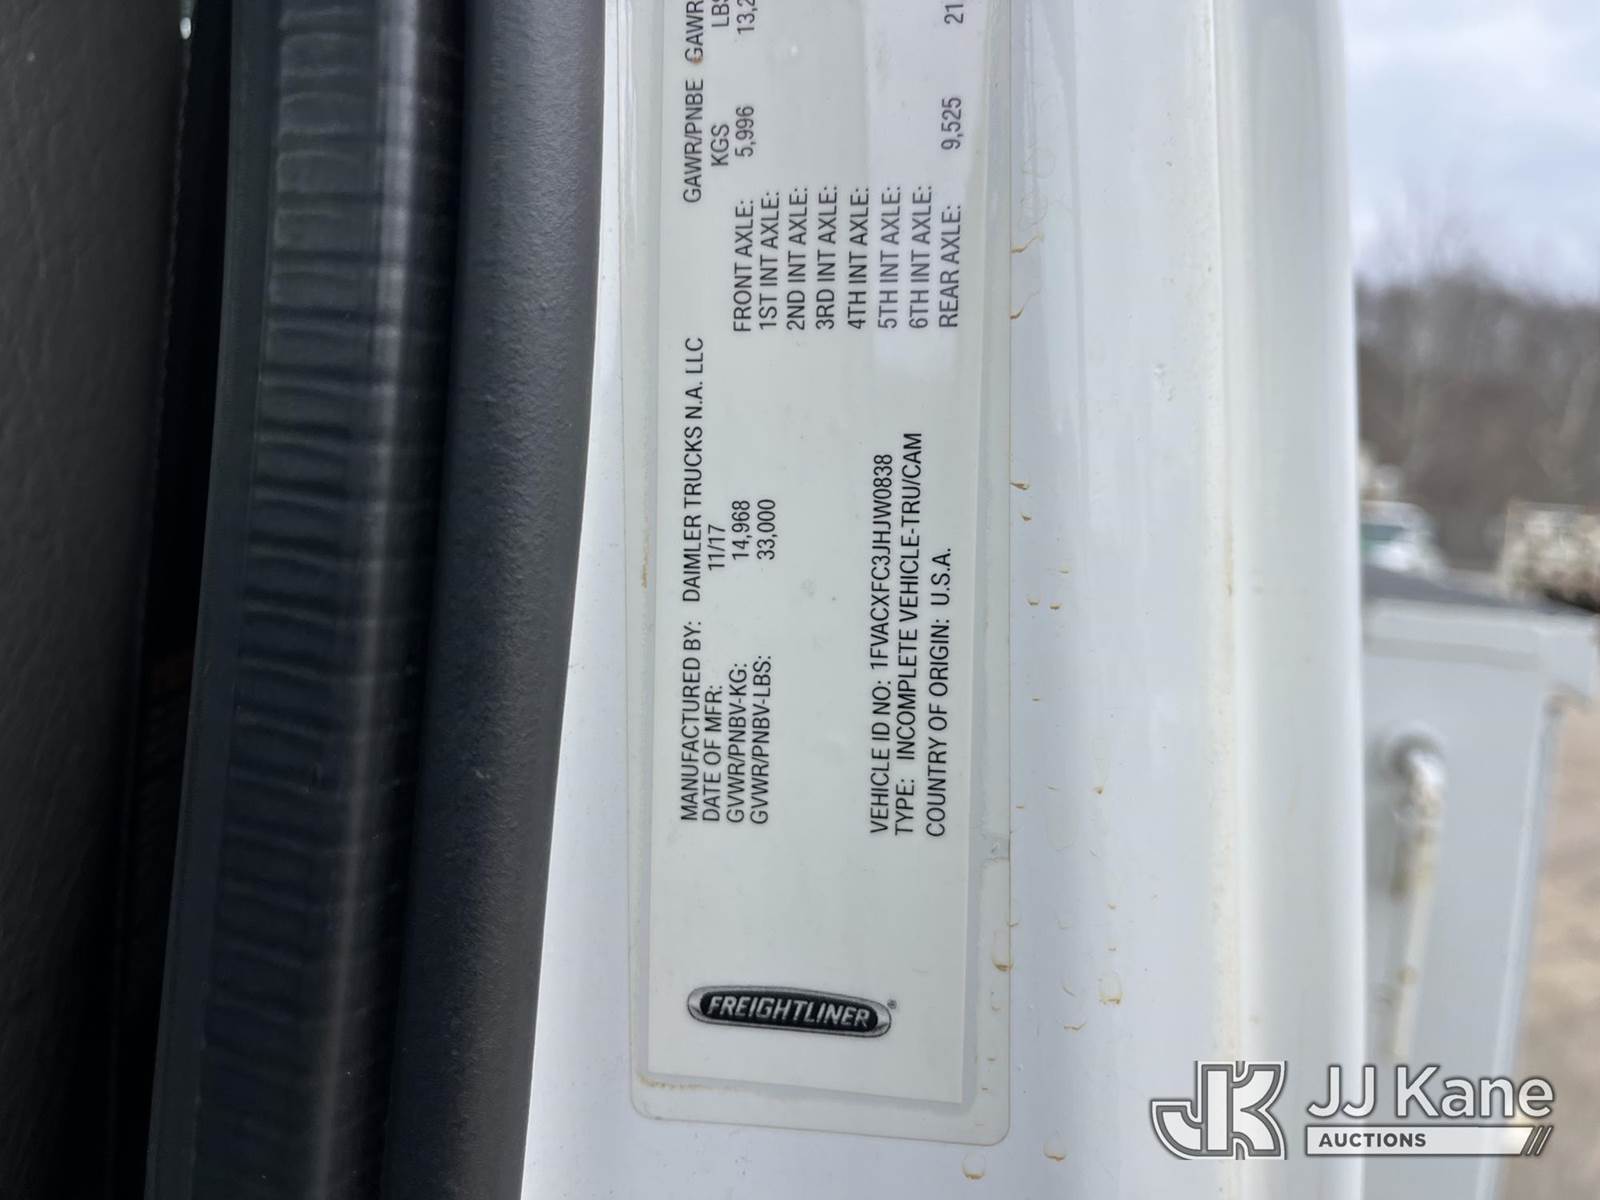 FREIGHTLINER
MANUFACTURED BY: DAIMLER TRUCKS N.A. LLC
DATE OF MFR: 11/17
GVWR/PNBV-KG: 14,968
GVWR/PNBV-LBS: 33,000
VEHICLE ID NO: 1FVACXFC3JHJW0838
TYPE: INCOMPLETE VEHICLE-TRU/CAM
COUNTRY OF ORIGIN: U.S.A.
GAWR/PNBE GAWR
KGS LBS
FRONT AXLE: 5,996 13,2
1ST INT AXLE:
2ND INT AXLE:
3RD INT AXLE:
4TH INT AXLE:
5TH INT AXLE:
6TH INT AXLE:
REAR AXLE: 9,525 21
JK JJ Kane
AUCTIONS